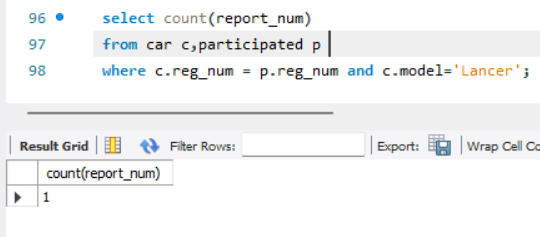 96 select count(report_num)
97 from car c,participated p
98 where c.reg_num = p.reg_num and c.model='Lancer';
Result Grid Filter Rows: Export: Wrap Cell Co
count(report_num)
1